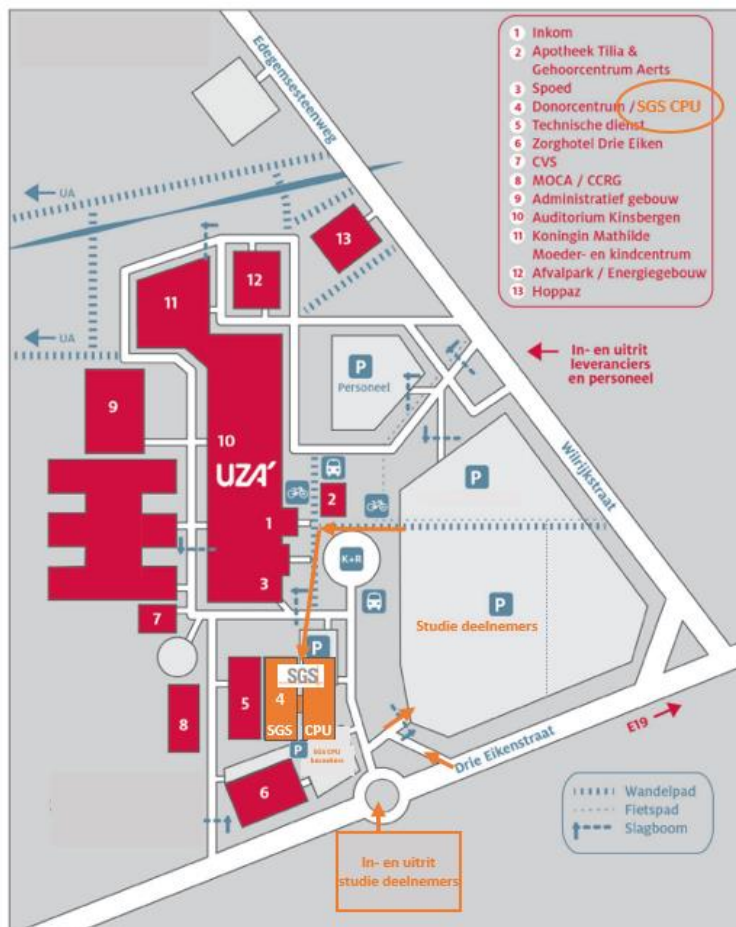 Edegemsesteenweg
1 Inkom
2 Apotheek Tilia &
Gehoorcentrum Aerts
3 Spoed
4 Donorcentrum / SGS CPU
5 Technische dienst
6 Zorghotel Drie Eiken
7 CVS
8 MOCA / CCRG
9 Administratief gebouw
10 Auditorium Kinsbergen
11 Koningin Mathilde
Moeder- en kindcentrum
12 Afvalpark / Energiegebouw
13 Hoppaz
UA
13
12
11
UA
In- en uitrit
leveranciers
en personeel
P
Personeel
9
10
UZA
Wilrijkstraat
P
2
1
K+R
3
P
Studie deelnemers
7
P
SGS
4
5
SGS
CPU
8
P
SGS CPU
bezoekers
6
E19
Drie Eikenstraat
Wandelpad
Fietspad
Slagboom
In- en uitrit
studie deelnemers